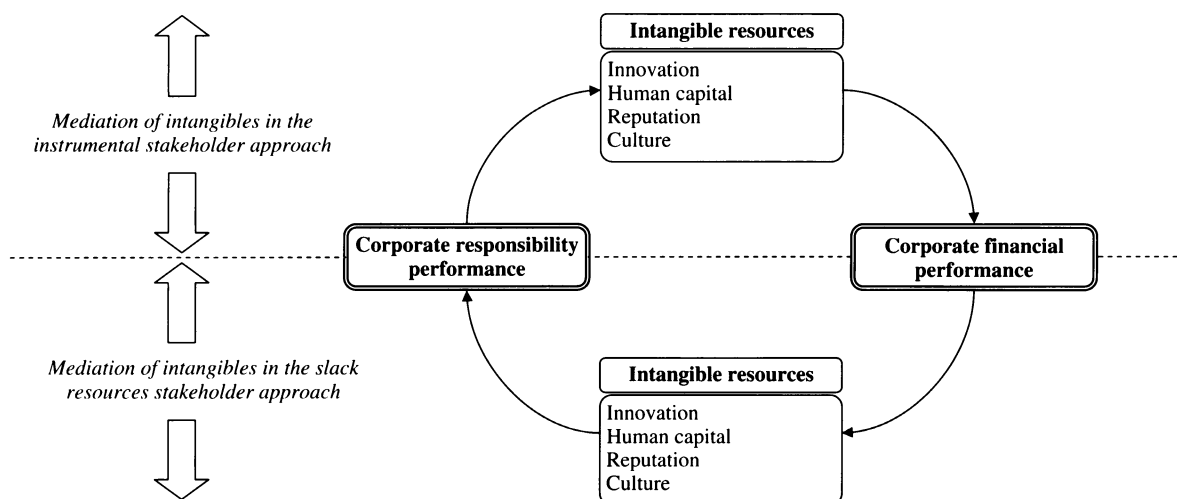 Intangible resources
Innovation
Human capital
Reputation
Culture
Mediation of intangibles in the
instrumental stakeholder approach
Corporate responsibility
performance
Corporate financial
performance
Mediation of intangibles in the slack
resources stakeholder approach
Intangible resources
Innovation
Human capital
Reputation
Culture